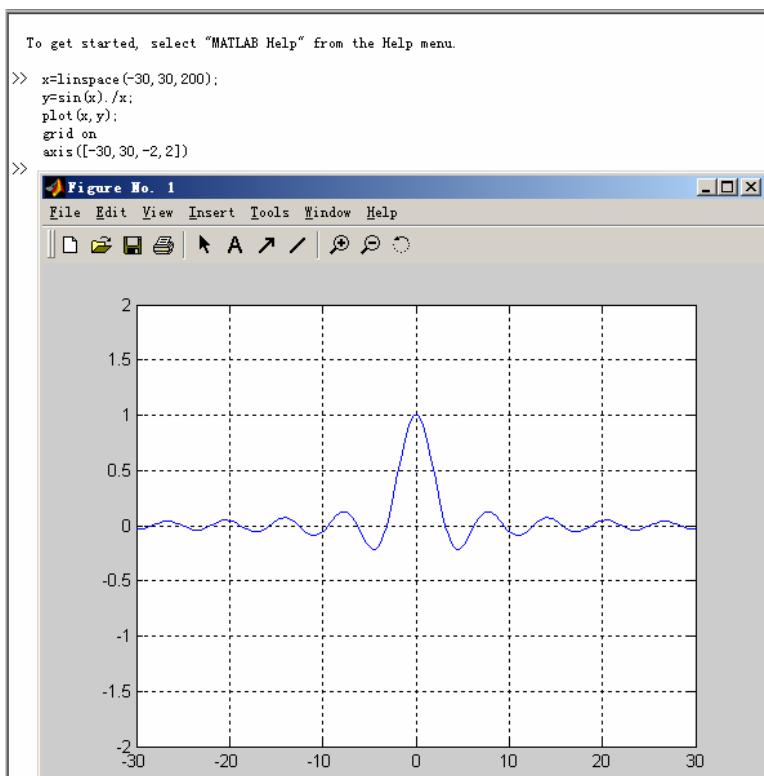 To get started, select "MATLAB Help" from the Help menu.
>> x=linspace(-30,30,200);
y=sin(x)./x;
plot(x,y);
grid on
axis([-30,30,-2,2])
>>
Figure No. 1
File Edit View Insert Tools Window Help
A
2
1.5
1
0.5
0
-0.5
-1
-1.5
-2
-30 -20 -10 0 10 20 30